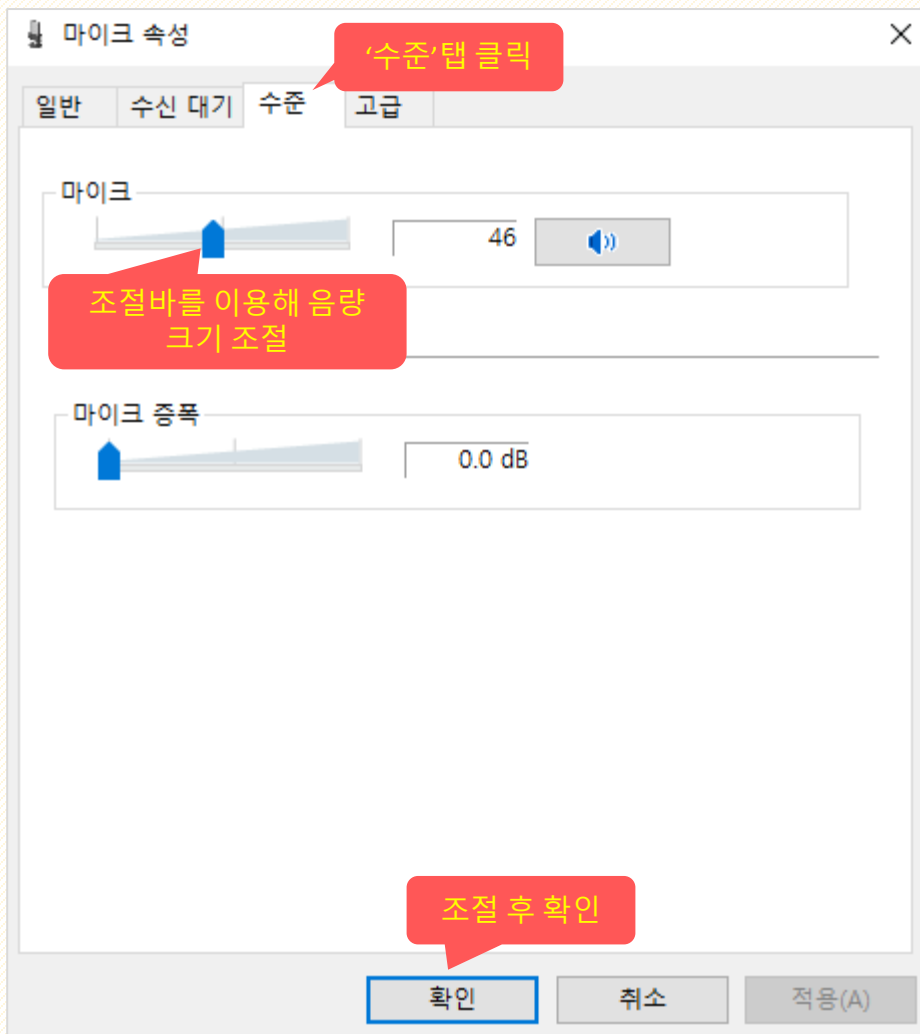 마이크 속성
‘수준’탭 클릭
일반 수신 대기 수준 고급
마이크
46
조절바를 이용해 음량
크기 조절
마이크 증폭
0.0 dB
조절 후 확인
확인 취소 적용(A)